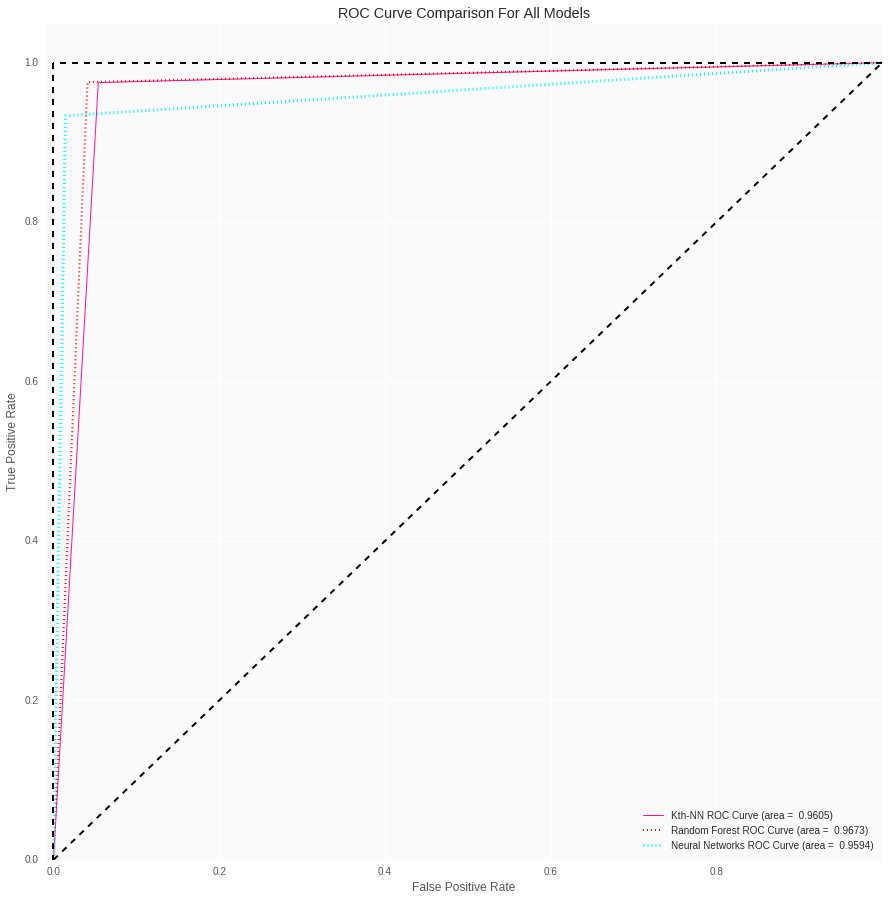 ROC Curve Comparison For All Models
1.0
0.8
0.6
0.4
0.2
0.0
True Positive Rate
0.0 0.2 0.4 0.6 0.8
False Positive Rate
Kth-NN ROC Curve (area = 0.9605)
Random Forest ROC Curve (area = 0.9673)
Neural Networks ROC Curve (area = 0.9594)